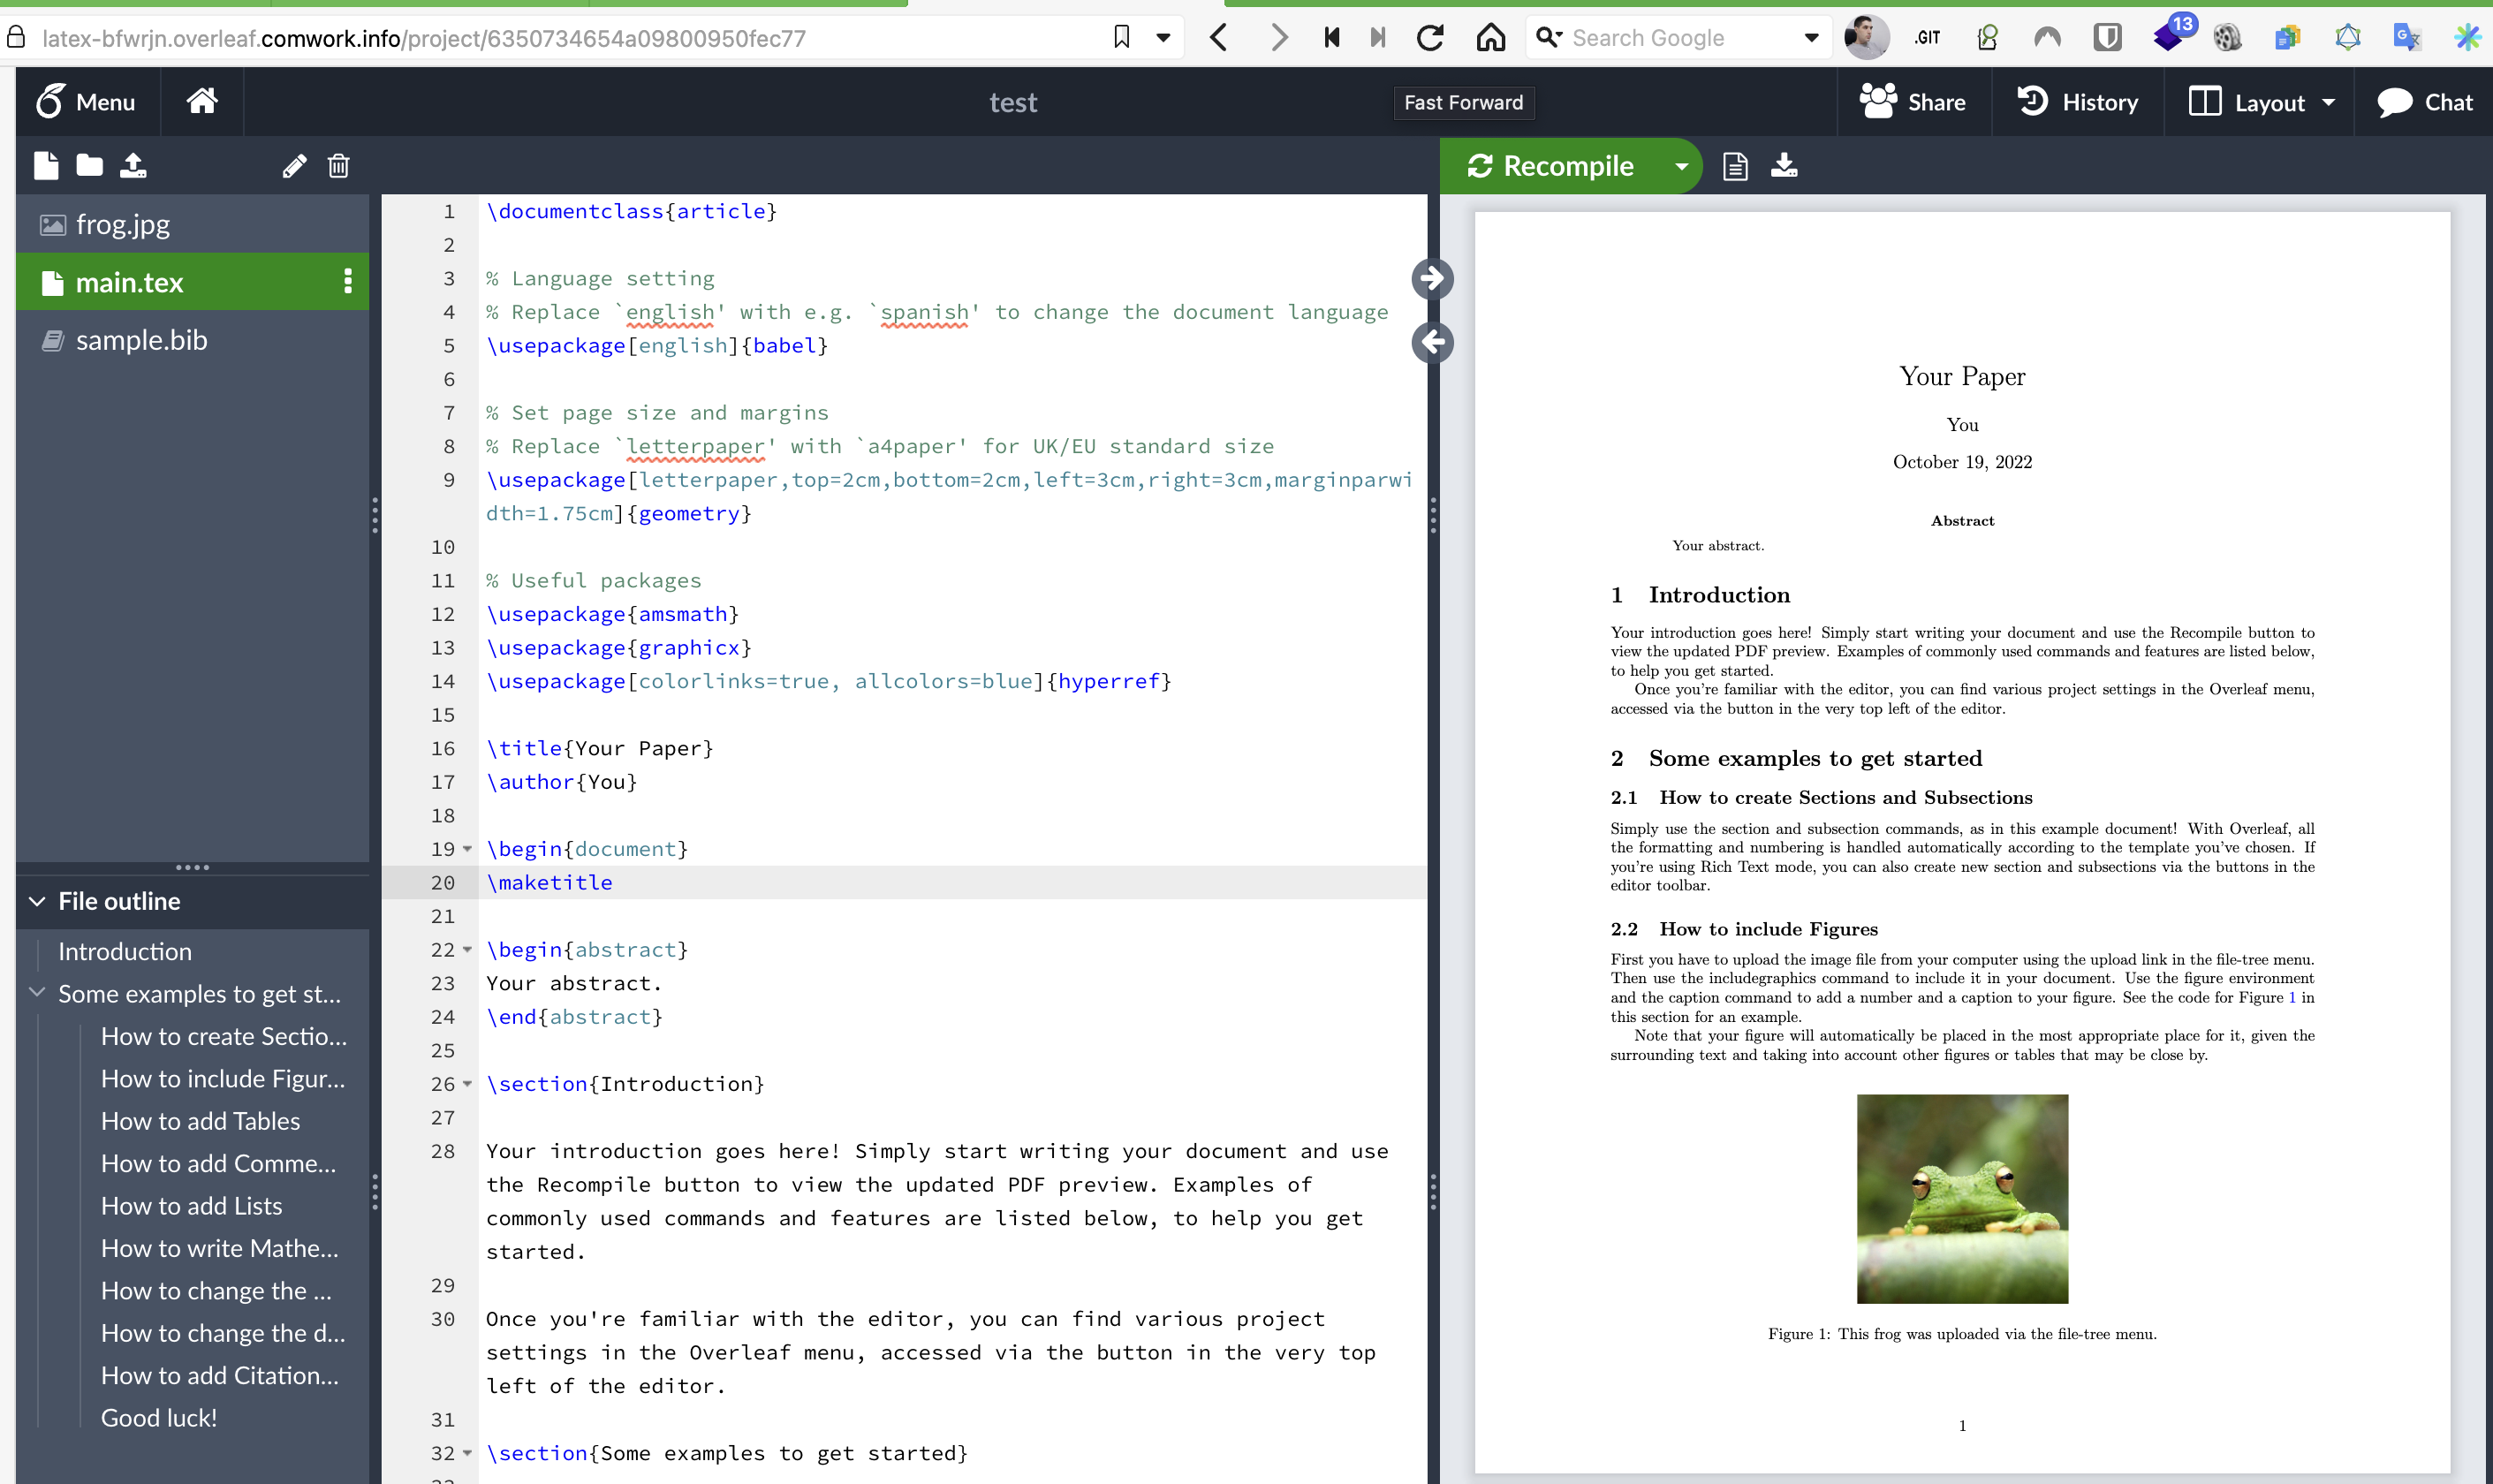 latex-bfwrjn.overleaf.comwork.info/project/6350734654a09800950fec77
Search Google
.GIT
13
Menu
test
Fast Forward
Share
History
Layout
Chat
Recompile
frog.jpg
main.tex
sample.bib
File outline
Introduction
Some examples to get st...
How to create Sectio...
How to include Figur...
How to add Tables
How to add Comme...
How to add Lists
How to write Mathe...
How to change the ...
How to change the d...
How to add Citation...
Good luck!
1 \documentclass{article}
2
3 % Language setting
4 % Replace `english' with e.g. `spanish' to change the document language
5 \usepackage[english]{babel}
6
7 % Set page size and margins
8 % Replace `letterpaper' with `a4paper' for UK/EU standard size
9 \usepackage[letterpaper,top=2cm,bottom=2cm,left=3cm,right=3cm,marginparwi
dth=1.75cm]{geometry}
10
11 % Useful packages
12 \usepackage{amsmath}
13 \usepackage{graphicx}
14 \usepackage[colorlinks=true, allcolors=blue]{hyperref}
15
16 \title{Your Paper}
17 \author{You}
18
19 \begin{document}
20 \maketitle
21
22 \begin{abstract}
23 Your abstract.
24 \end{abstract}
25
26 \section{Introduction}
27
28 Your introduction goes here! Simply start writing your document and use
the Recompile button to view the updated PDF preview. Examples of
commonly used commands and features are listed below, to help you get
started.
29
30 Once you're familiar with the editor, you can find various project
settings in the Overleaf menu, accessed via the button in the very top
left of the editor.
31
32 \section{Some examples to get started}
Your Paper
You
October 19, 2022
Abstract
Your abstract.
1 Introduction
Your introduction goes here! Simply start writing your document and use the Recompile button to
view the updated PDF preview. Examples of commonly used commands and features are listed below,
to help you get started.
Once you're familiar with the editor, you can find various project settings in the Overleaf menu,
accessed via the button in the very top left of the editor.
2 Some examples to get started
2.1 How to create Sections and Subsections
Simply use the section and subsection commands, as in this example document! With Overleaf, all
the formatting and numbering is handled automatically according to the template you've chosen. If
you're using Rich Text mode, you can also create new section and subsections via the buttons in the
editor toolbar.
2.2 How to include Figures
First you have to upload the image file from your computer using the upload link in the file-tree menu.
Then use the includegraphics command to include it in your document. Use the figure environment
and the caption command to add a number and a caption to your figure. See the code for Figure 1 in
this section for an example.
Note that your figure will automatically be placed in the most appropriate place for it, given the
surrounding text and taking into account other figures or tables that may be close by.
Figure 1: This frog was uploaded via the file-tree menu.
1